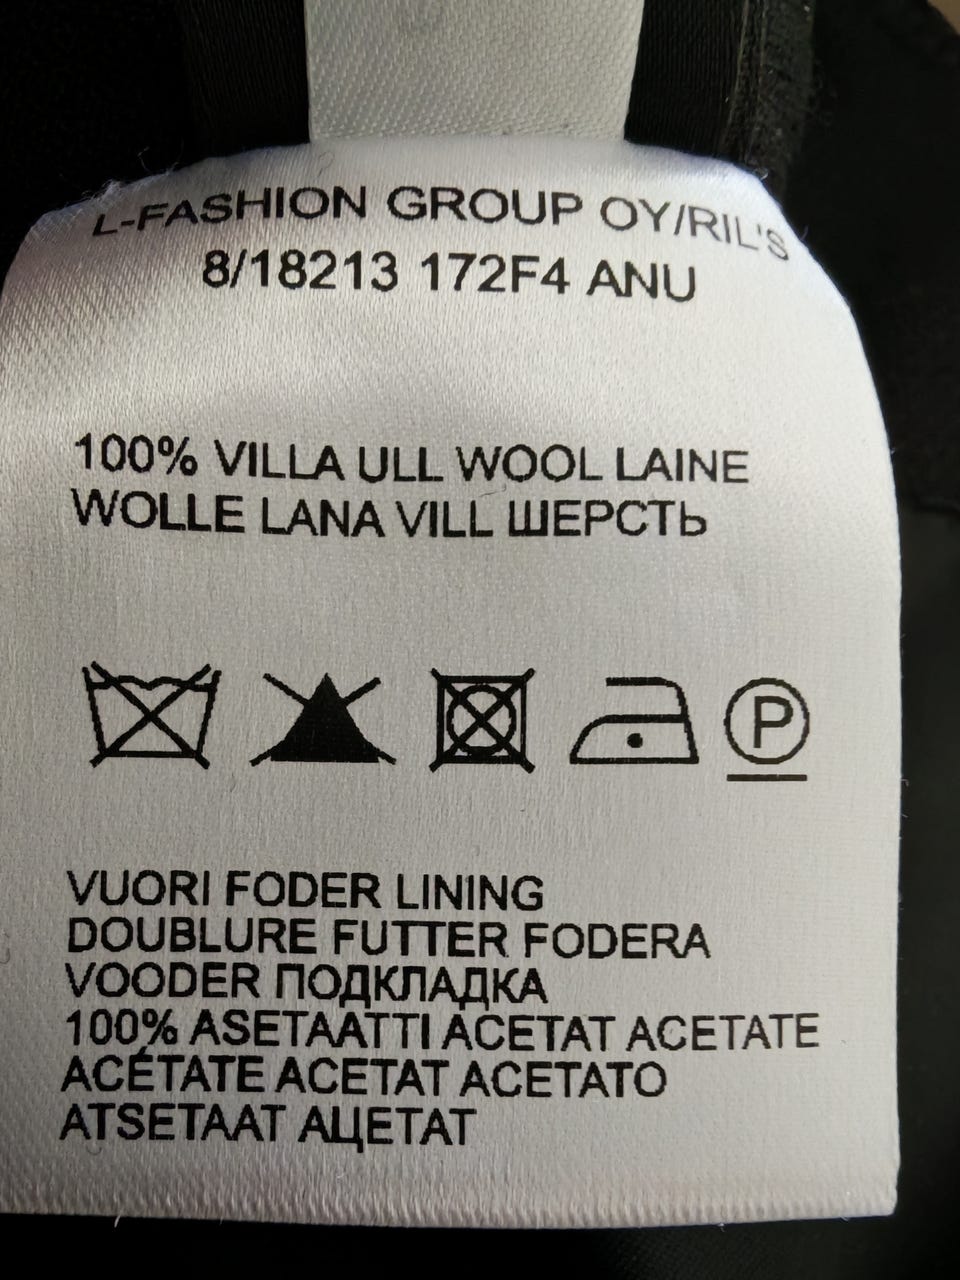 L-FASHION GROUP OY/RIL'S
8/18213 172F4 ANU
100% VILLA ULL WOOL LAINE
WOLLE LANA VILL ШЕРСТЬ
P
VUORI FODER LINING
DOUBLURE FUTTER FODERA
VOODER ПОДКЛАДКА
100% ASETAATTI ACETAT ACETATE
ACÉTATE ACETAT ACETATO
ATSETAAT АЦЕТАТ